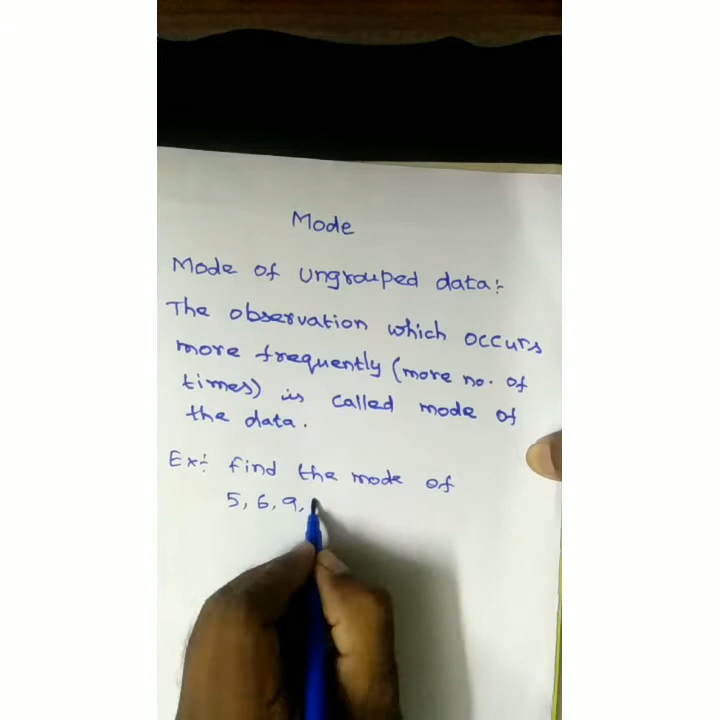 Mode
Mode of ungrouped data:-
The observation which occurs
more frequently (more no. of
times) is called mode of
the data.
Ex:- find the mode of
5, 6, 9,